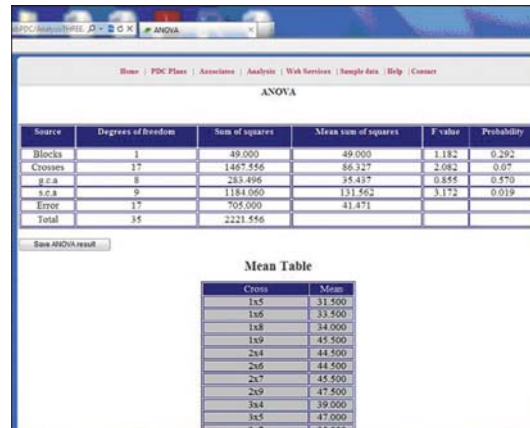 ANOVA
Home | PDC Plans | Associates | Analysis | Web Services | Sample data | Help | Contact
ANOVA
Source Degrees of freedom Sum of squares Mean sum of squares F value Probability
Blocks 1 49.000 49.000 1.182 0.292
Crosses 17 1467.556 86.327 2.082 0.07
g.c.a 8 283.496 35.437 0.855 0.570
s.c.a 9 1184.060 131.562 3.172 0.019
Error 17 705.000 41.471
Total 35 2221.556
Save ANOVA result
Mean Table
Cross Mean
1x5 31.500
1x6 33.500
1x8 34.000
1x9 45.500
2x4 44.500
2x6 44.500
2x7 45.500
2x9 47.500
3x4 39.000
3x5 47.000